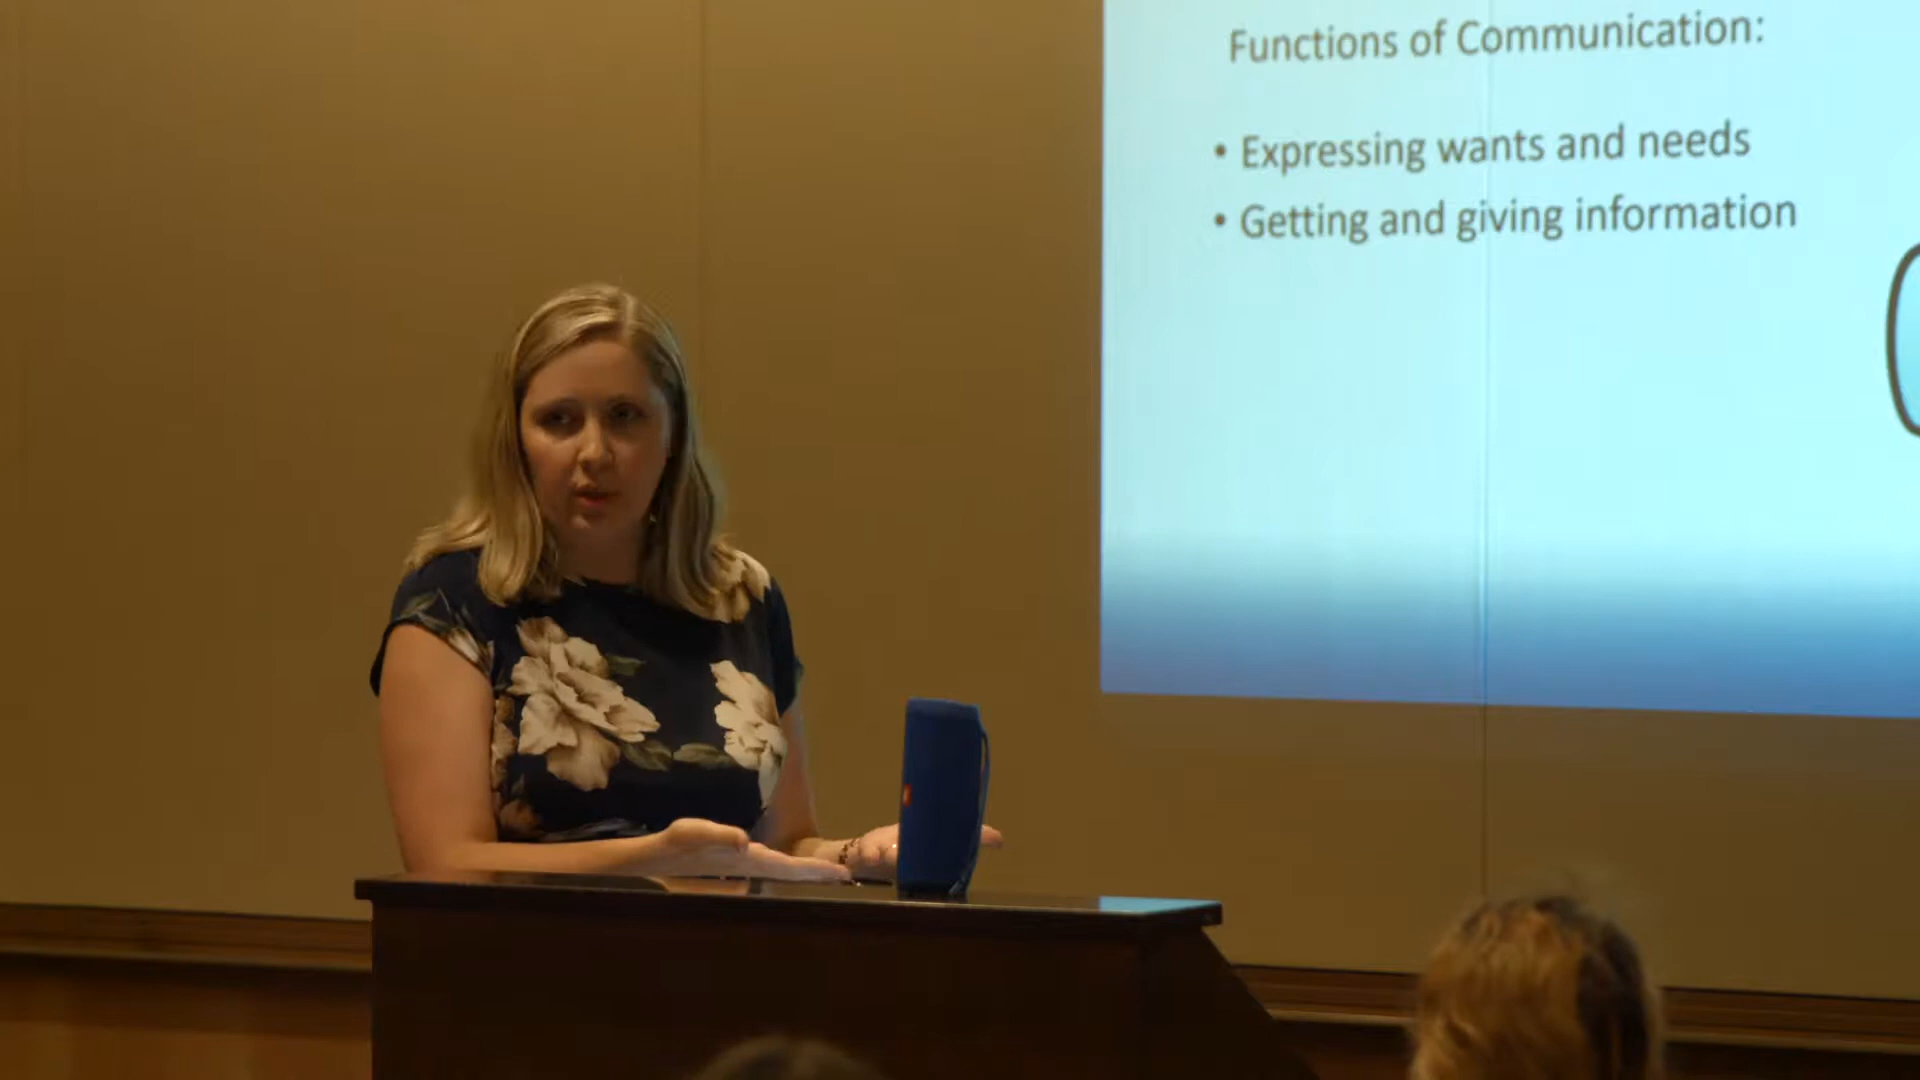 Functions of Communication:
• Expressing wants and needs
• Getting and giving information